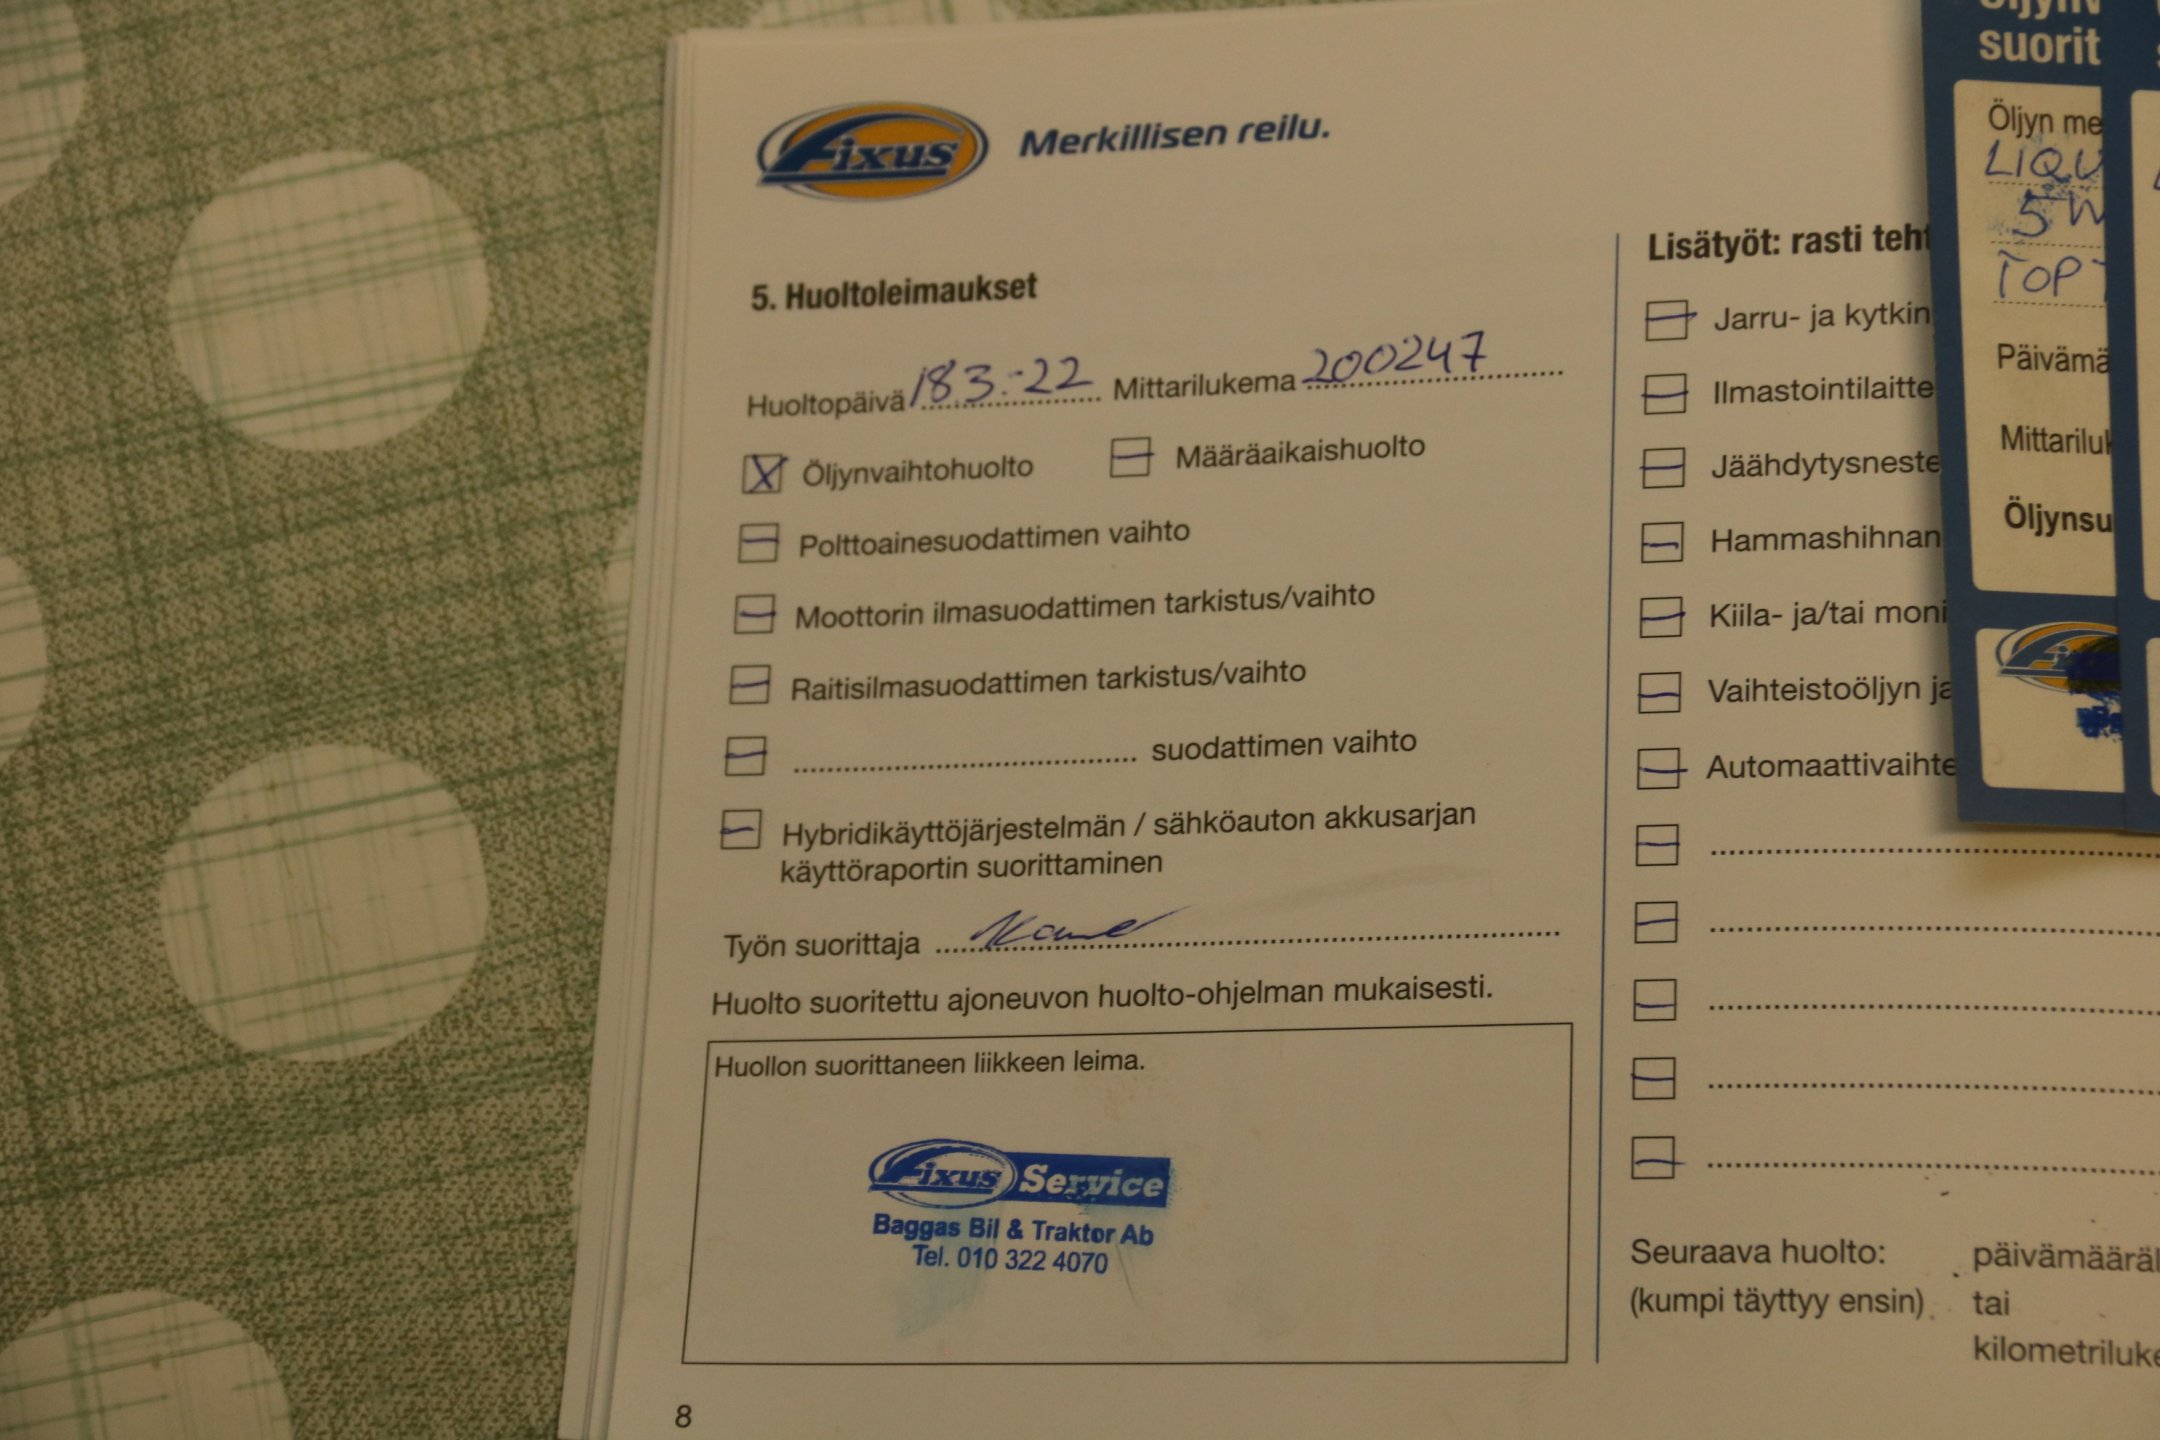 Fixus Merkillisen reilu.
5. Huoltoleimaukset
Huoltopäivä 18.3.-22 Mittarilukema 200247
X Öljynvaihtohuolto — Määräaikaishuolto
— Polttoainesuodattimen vaihto
— Moottorin ilmasuodattimen tarkistus/vaihto
— Raitisilmasuodattimen tarkistus/vaihto
— .......... suodattimen vaihto
— Hybridikäyttöjärjestelmän / sähköauton akkusarjan
käyttöraportin suorittaminen
Työn suorittaja
Huolto suoritettu ajoneuvon huolto-ohjelman mukaisesti.
Huollon suorittaneen liikkeen leima.
Fixus Service
Baggas Bil & Traktor Ab
Tel. 010 322 4070
8
Lisätyöt: rasti teht
— Jarru- ja kytkin
— Ilmastointilaitte
— Jäähdytysneste
— Hammashihnan
— Kiila- ja/tai moni
— Vaihteistoöljyn ja
— Automaattivaihte
Seuraava huolto: päivämääräl
(kumpi täyttyy ensin) tai
kilometriluke
Öljynv
suorit
Öljyn me
LIQU
5W
TOP T
Päivämä
Mittariluk
Öljynsu
Fixus